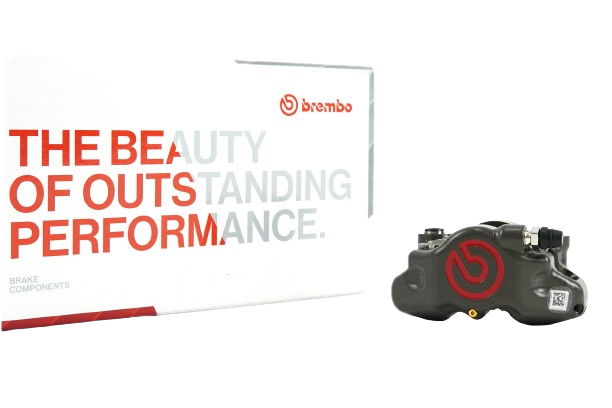 brembo
THE BEAUTY
OF OUTSTANDING
PERFORMANCE.
BRAKE
COMPONENTS